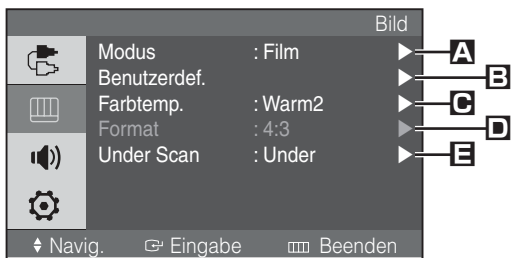 Bild
Modus : Film A
Benutzerdef. B
Farbtemp. : Warm2 C
Format : 4:3 D
Under Scan : Under E
Navig. Eingabe Beenden